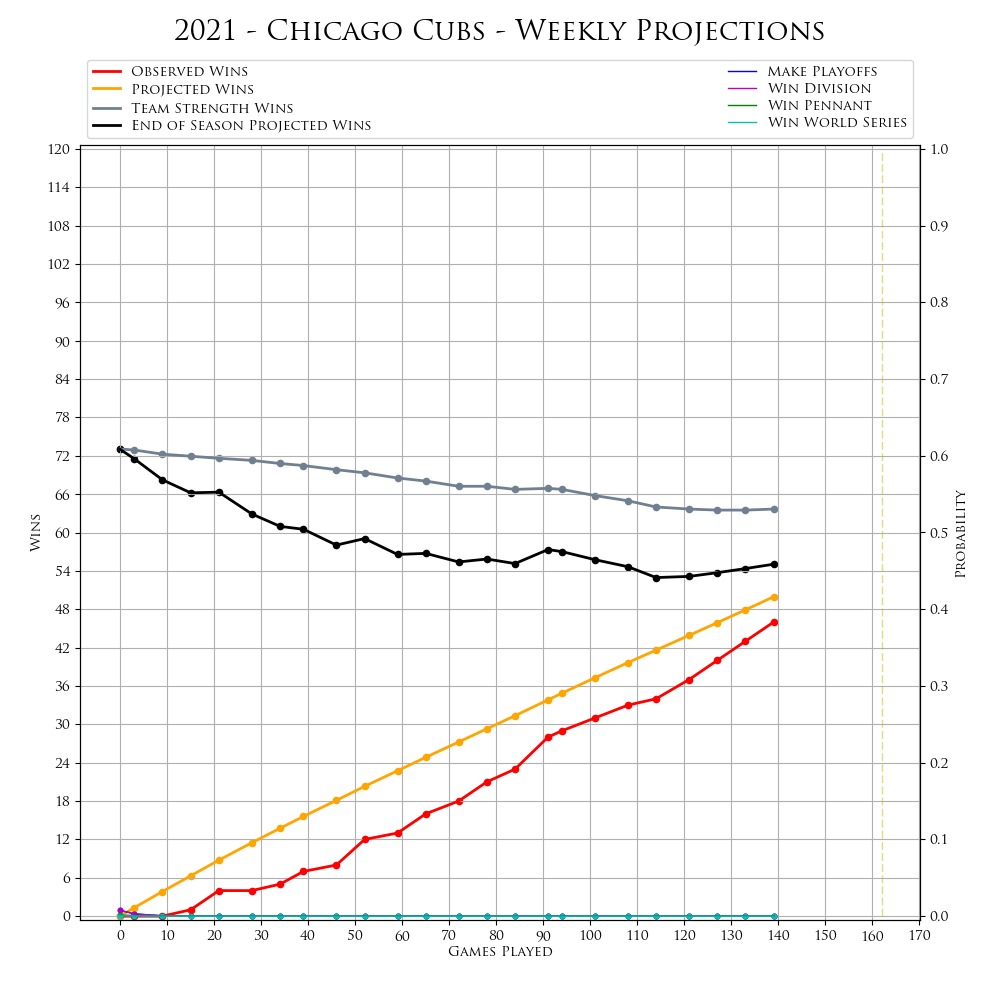 2021 - Chicago Cubs - Weekly Projections
Observed Wins
Projected Wins
Team Strength Wins
End of Season Projected Wins
Make Playoffs
Win Division
Win Pennant
Win World Series
120
114
108
102
96
90
84
78
72
66
60
54
48
42
36
30
24
18
12
6
0
Wins
1.0
0.9
0.8
0.7
0.6
0.5
0.4
0.3
0.2
0.1
0.0
Probability
0 10 20 30 40 50 60 70 80 90 100 110 120 130 140 150 160 170
Games Played